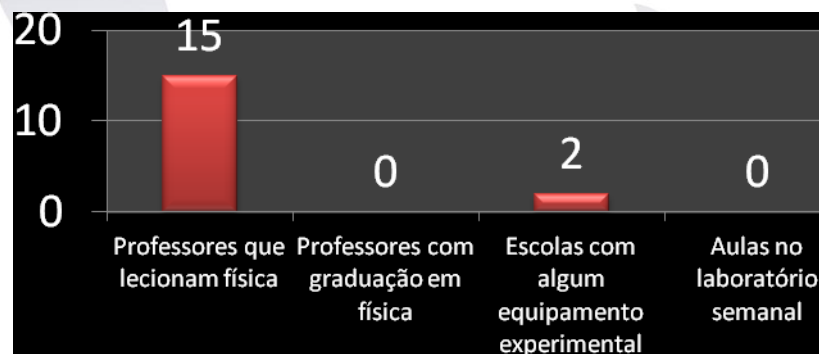 20
15
10
0
2
0
0
Professores que
lecionam física
Professores com
graduação em
física
Escolas com
algum
equipamento
experimental
Aulas no
laboratório
semanal